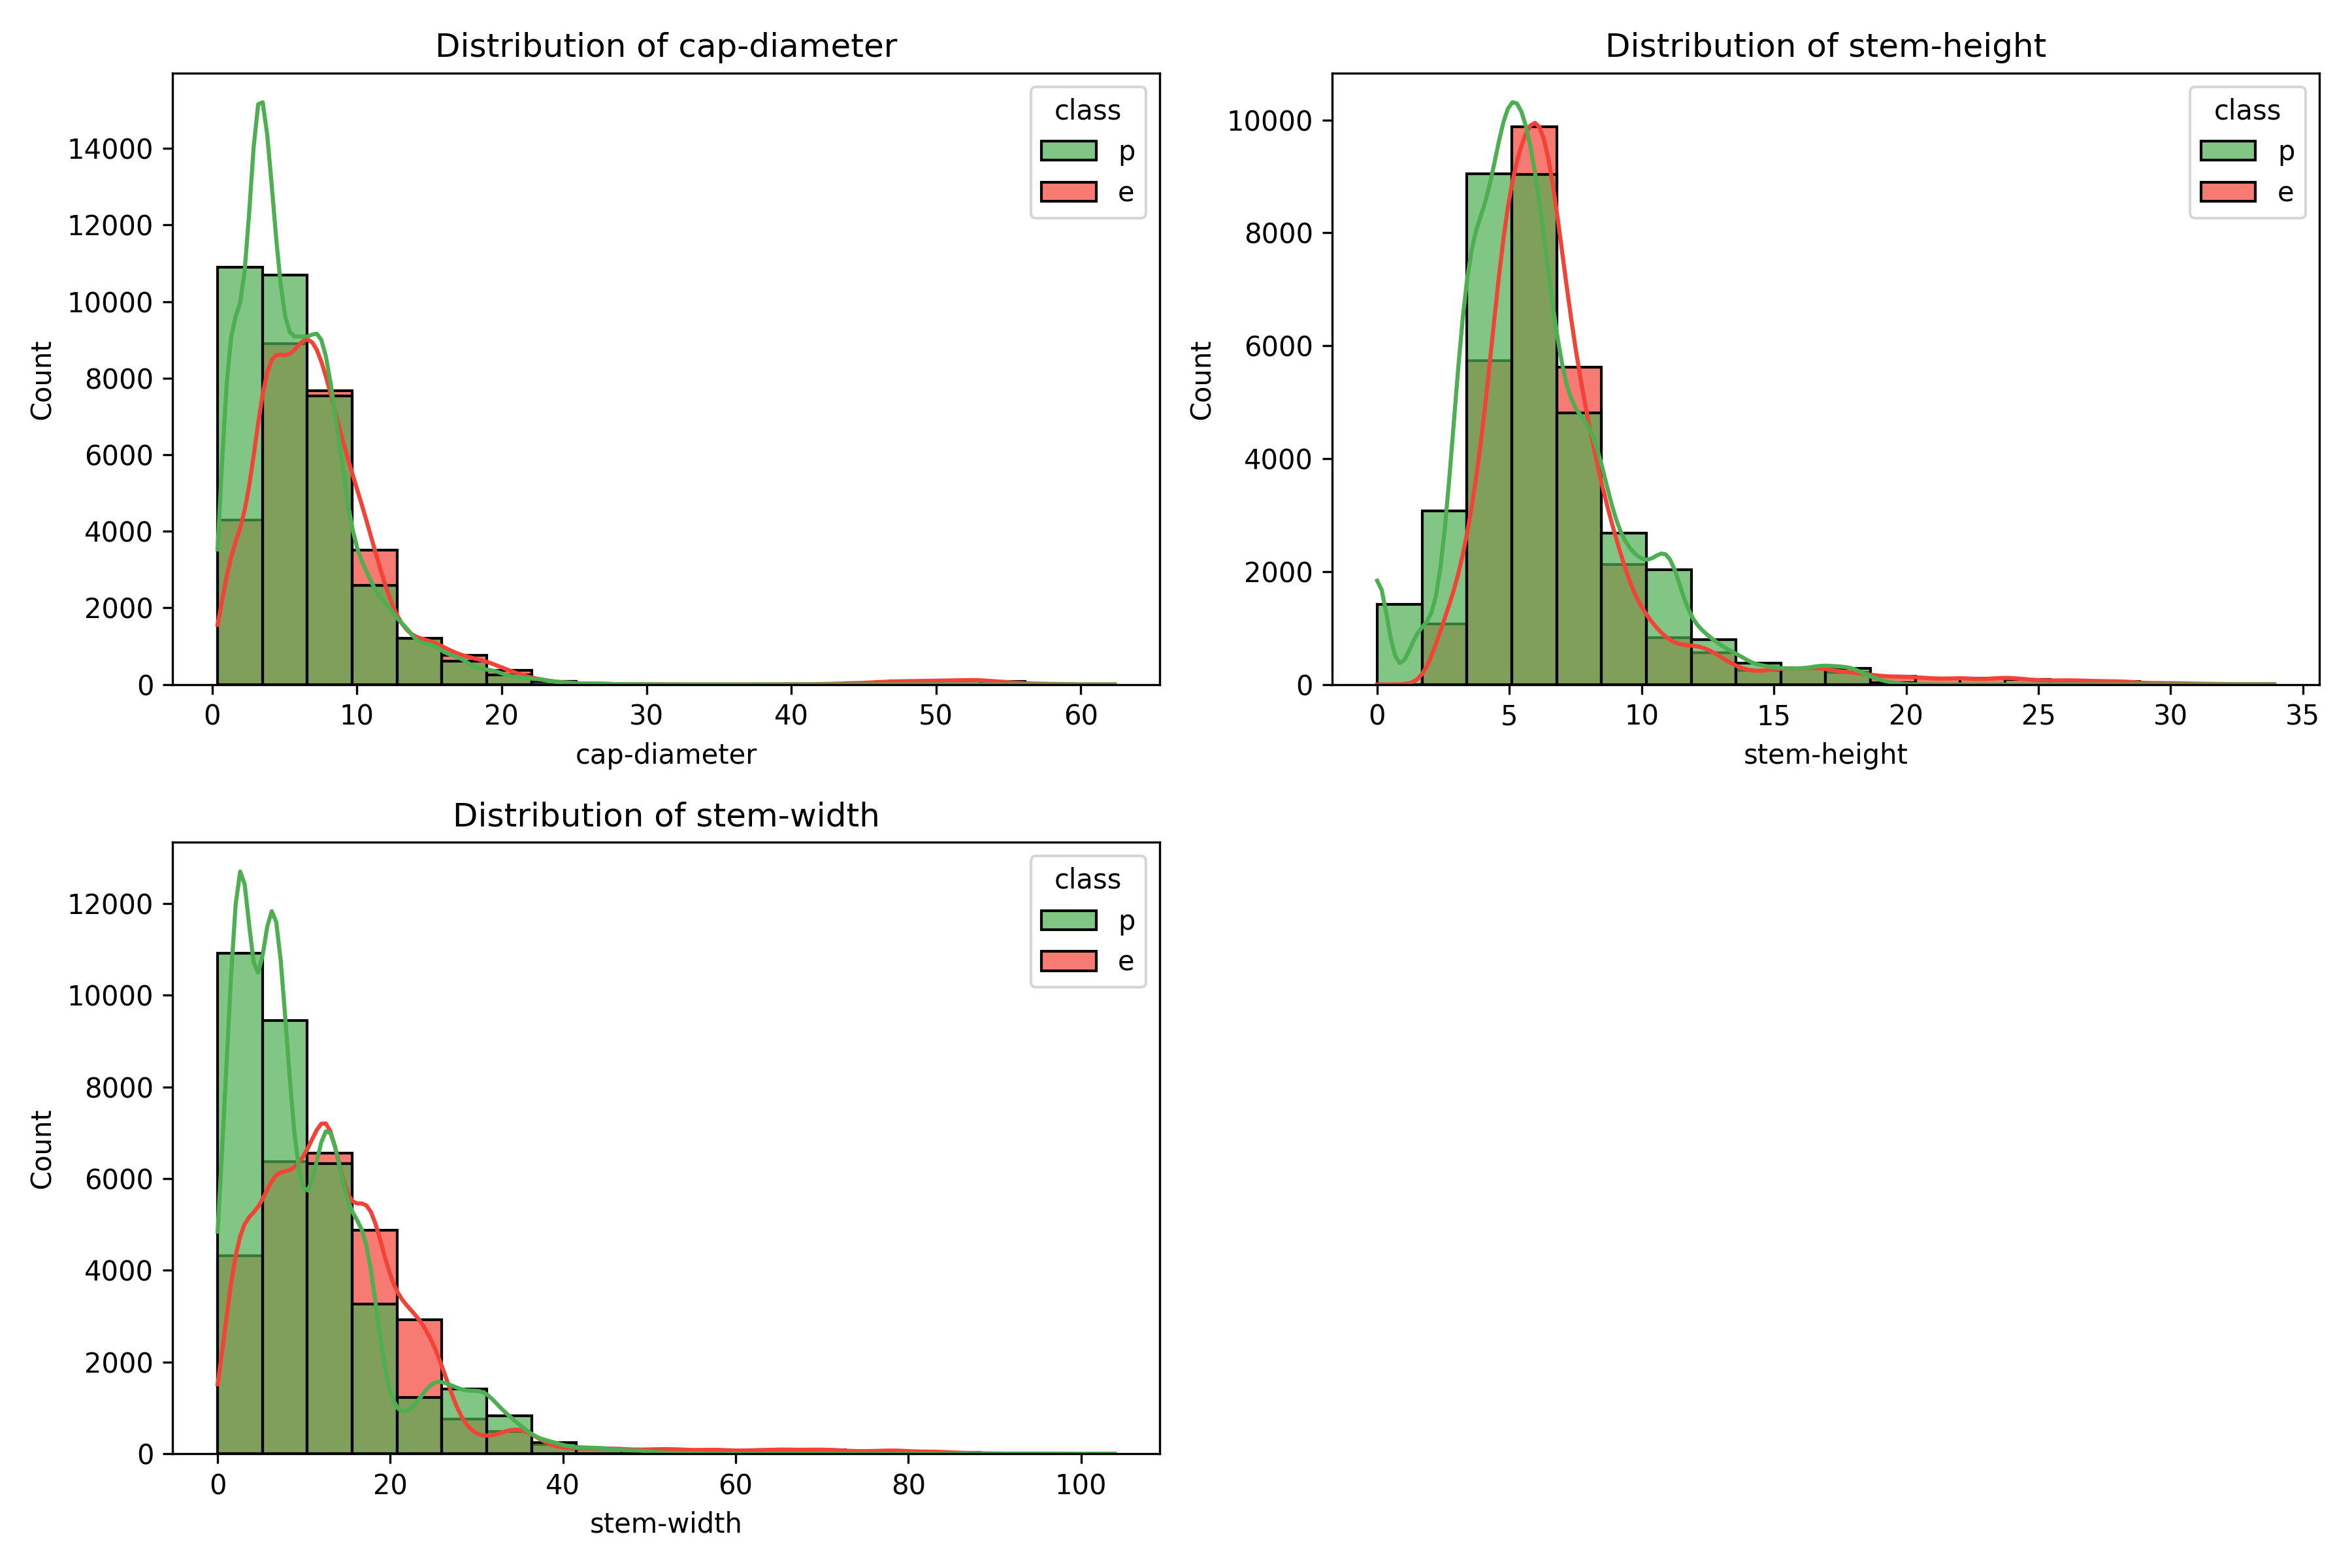 Distribution of cap-diameter
Count
14000
12000
10000
8000
6000
4000
2000
0
0 10 20 30 40 50 60
cap-diameter
class
p
e
Distribution of stem-height
Count
10000
8000
6000
4000
2000
0
0 5 10 15 20 25 30 35
stem-height
class
p
e
Distribution of stem-width
Count
12000
10000
8000
6000
4000
2000
0
0 20 40 60 80 100
stem-width
class
p
e